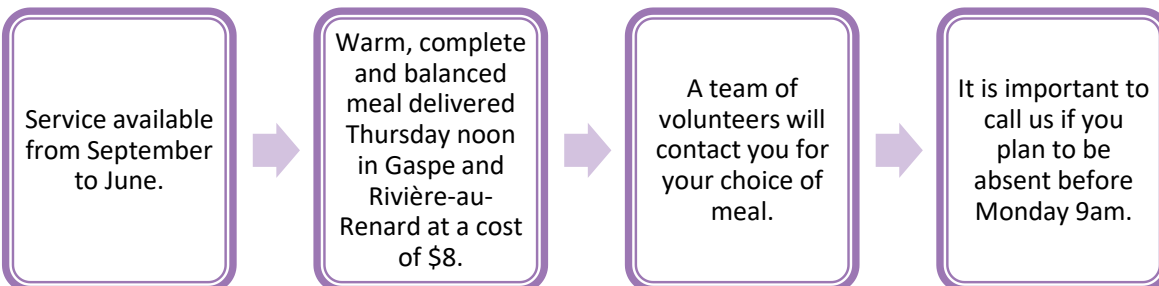 Service available
from September
to June.
Warm, complete
and balanced
meal delivered
Thursday noon
in Gaspe and
Rivière-au-
Renard at a cost
of $8.
A team of
volunteers will
contact you for
your choice of
meal.
It is important to
call us if you
plan to be
absent before
Monday 9am.